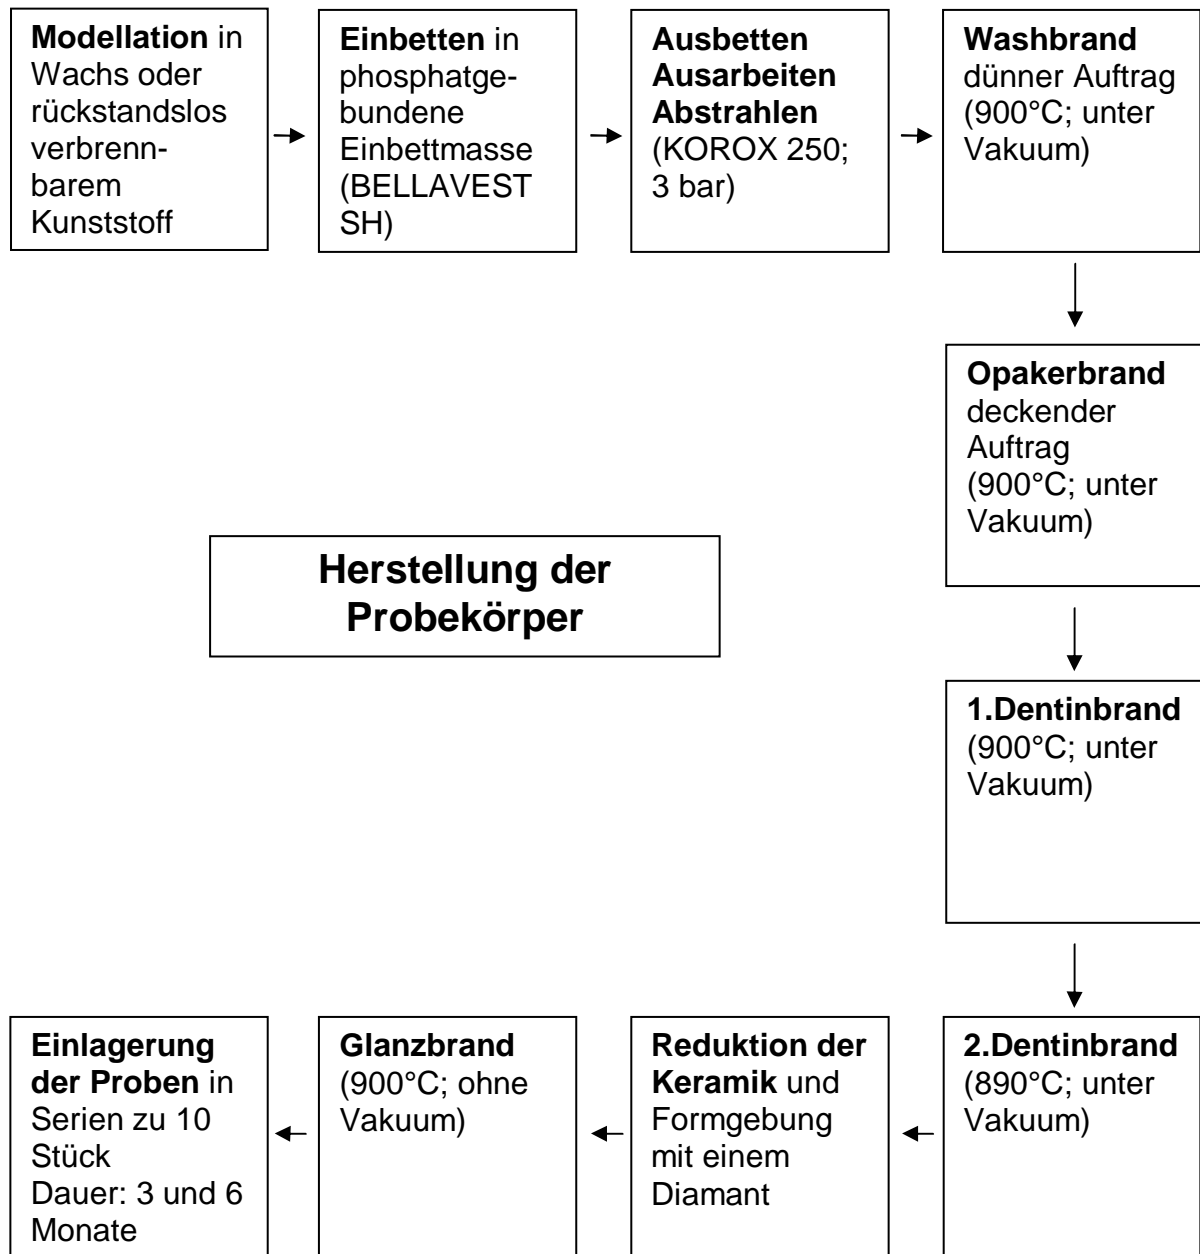 Modellation in
Wachs oder
rückstandslos
verbrenn-
barem
Kunststoff
Einbetten in
phosphatge-
bundene
Einbettmasse
(BELLAVEST
SH)
Ausbetten
Ausarbeiten
Abstrahlen
(KOROX 250;
3 bar)
Washbrand
dünner Auftrag
(900°C; unter
Vakuum)
Opakerbrand
deckender
Auftrag
(900°C; unter
Vakuum)
Herstellung der
Probekörper
1.Dentinbrand
(900°C; unter
Vakuum)
2.Dentinbrand
(890°C; unter
Vakuum)
Reduktion der
Keramik und
Formgebung
mit einem
Diamant
Glanzbrand
(900°C; ohne
Vakuum)
Einlagerung
der Proben in
Serien zu 10
Stück
Dauer: 3 und 6
Monate